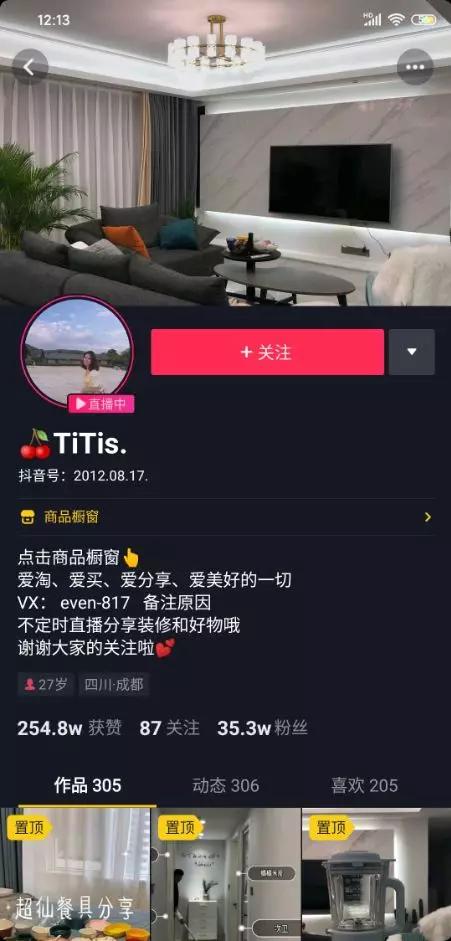 12:13
HD
直播中
+ 关注
🍒TiTis.
抖音号：2012.08.17.
商品橱窗
点击商品橱窗👆
爱淘、爱买、爱分享、爱美好的一切
VX： even-817 备注原因
不定时直播分享装修和好物哦
谢谢大家的关注啦💕
27岁 四川·成都
254.8w 获赞 87 关注 35.3w 粉丝
作品 305 动态 306 喜欢 205
置顶 置顶 置顶
超仙餐具分享
次卫